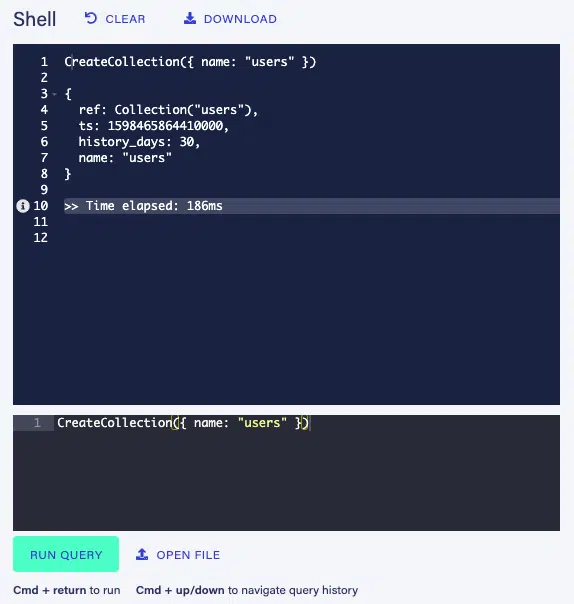 Shell CLEAR DOWNLOAD
1 CreateCollection({ name: "users" })
2
3 {
4   ref: Collection("users"),
5   ts: 1598465864410000,
6   history_days: 30,
7   name: "users"
8 }
9
10 >> Time elapsed: 186ms
11
12
1 CreateCollection({ name: "users" })
RUN QUERY OPEN FILE
Cmd + return to run Cmd + up/down to navigate query history